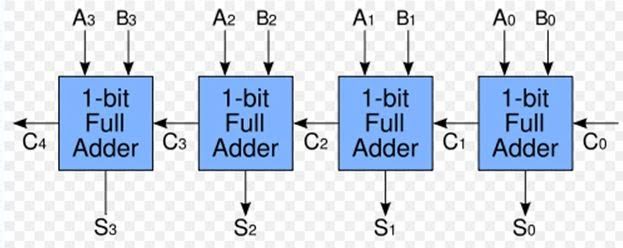 A3 B3 A2 B2 A1 B1 A0 B0
1-bit Full Adder
1-bit Full Adder
1-bit Full Adder
1-bit Full Adder
C4 C3 C2 C1 C0
S3 S2 S1 S0